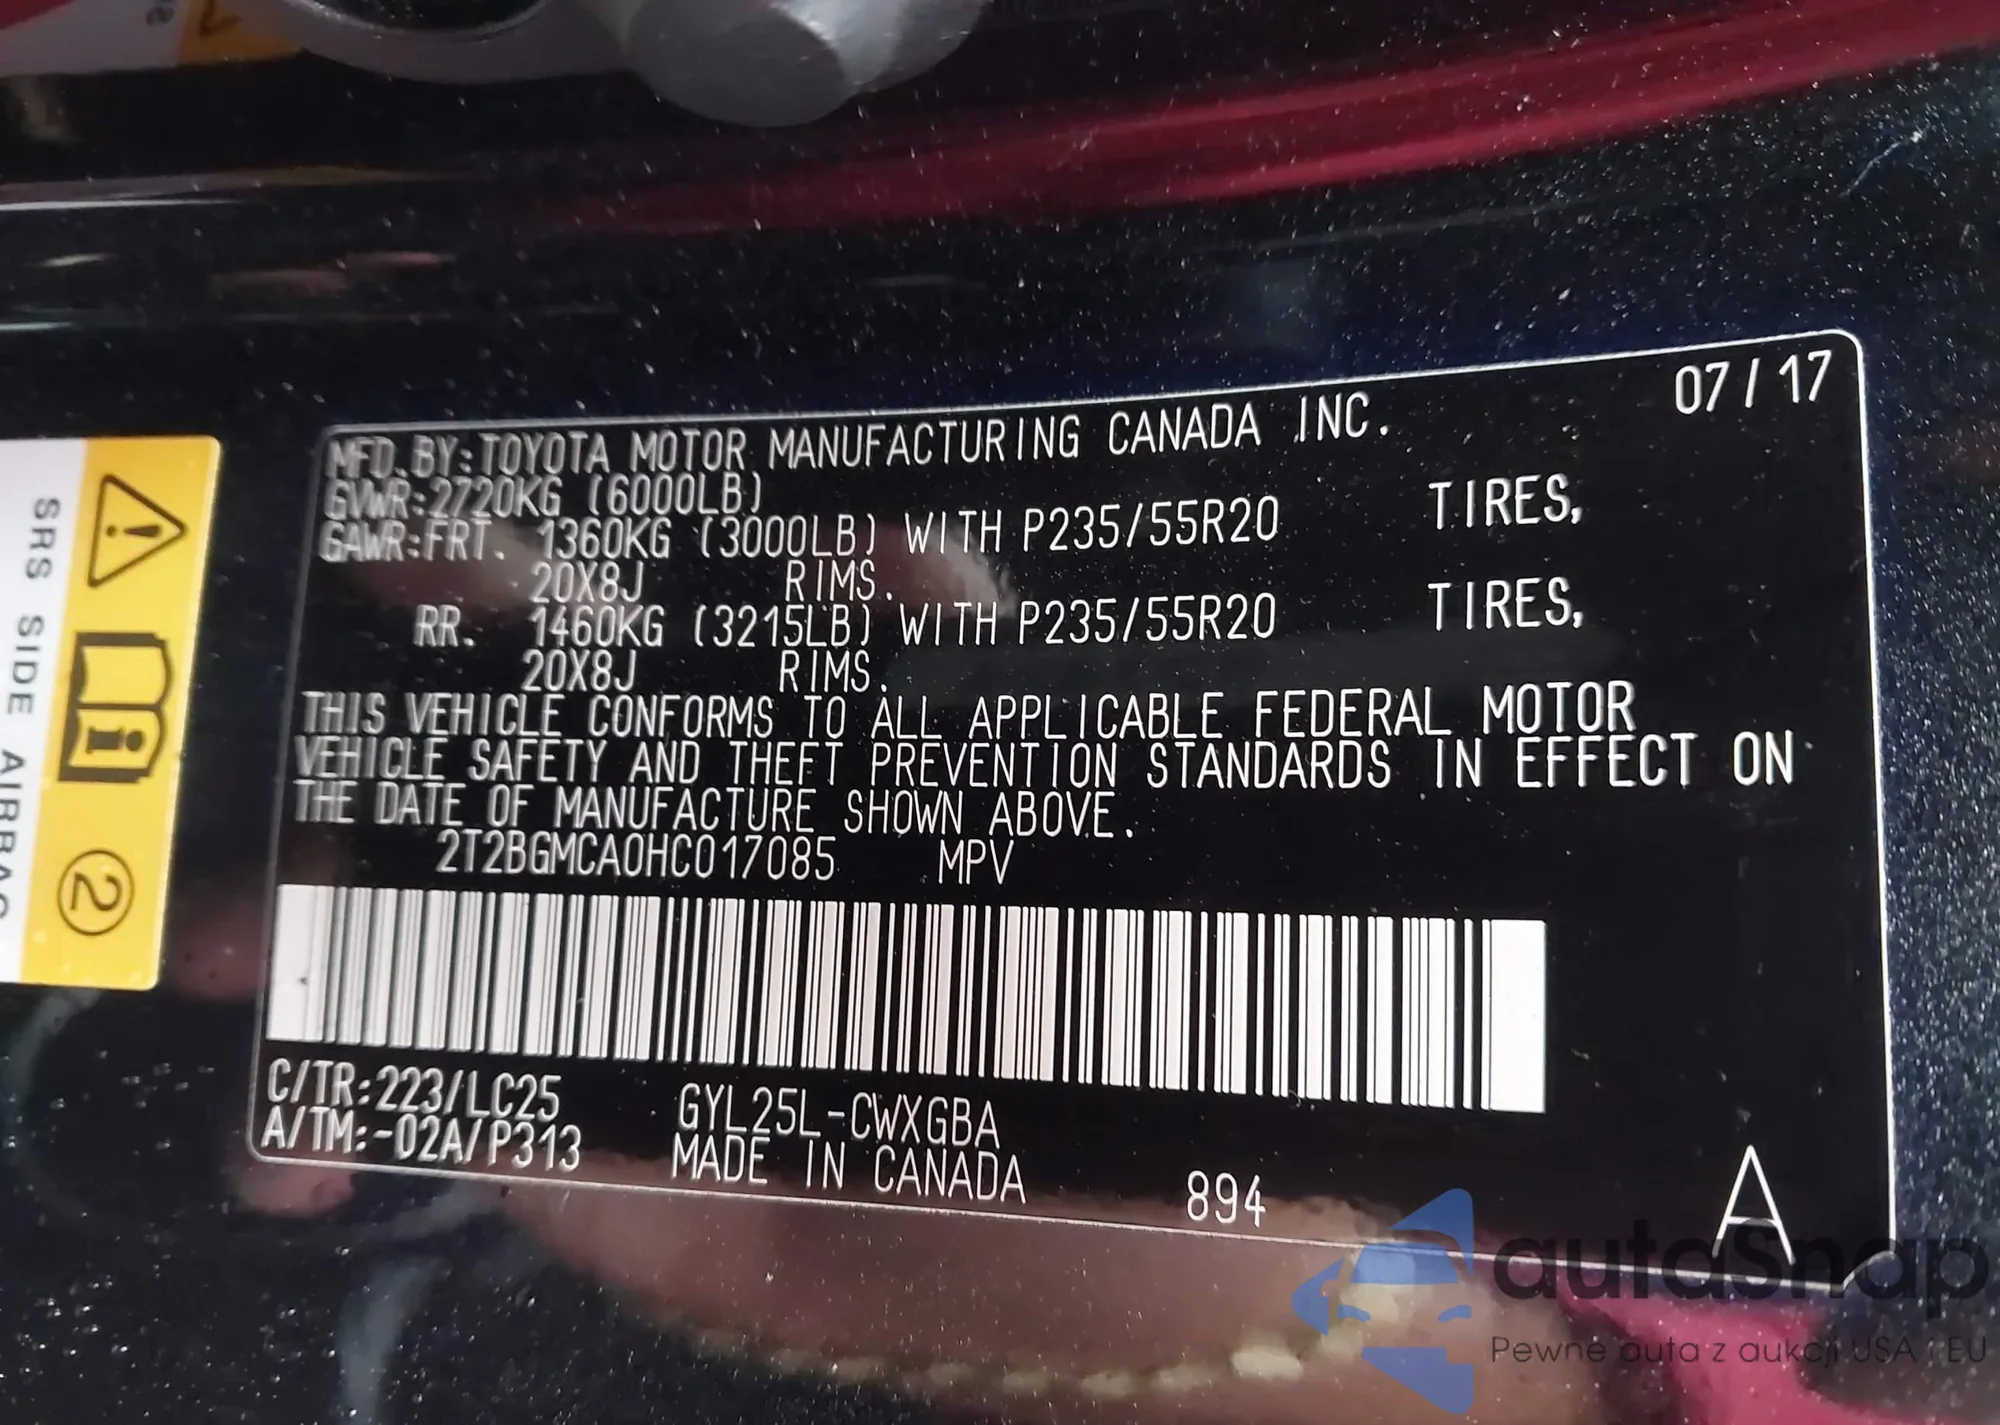 07/17
MFD.BY:TOYOTA MOTOR MANUFACTURING CANADA INC.
GVWR:2720KG (6000LB)
GAWR:FRT. 1360KG (3000LB) WITH P235/55R20 TIRES,
20X8J RIMS.
RR. 1460KG (3215LB) WITH P235/55R20 TIRES,
20X8J RIMS.
THIS VEHICLE CONFORMS TO ALL APPLICABLE FEDERAL MOTOR
VEHICLE SAFETY AND THEFT PREVENTION STANDARDS IN EFFECT ON
THE DATE OF MANUFACTURE SHOWN ABOVE.
2T2BGMCA0HC017085 MPV
C/TR:223/LC25 GYL25L-CWXGBA
A/TM:-02A/P313 MADE IN CANADA 894 A
SRS SIDE AIRBAG
2
autoSnap
Pewne auta z aukcji USA i EU